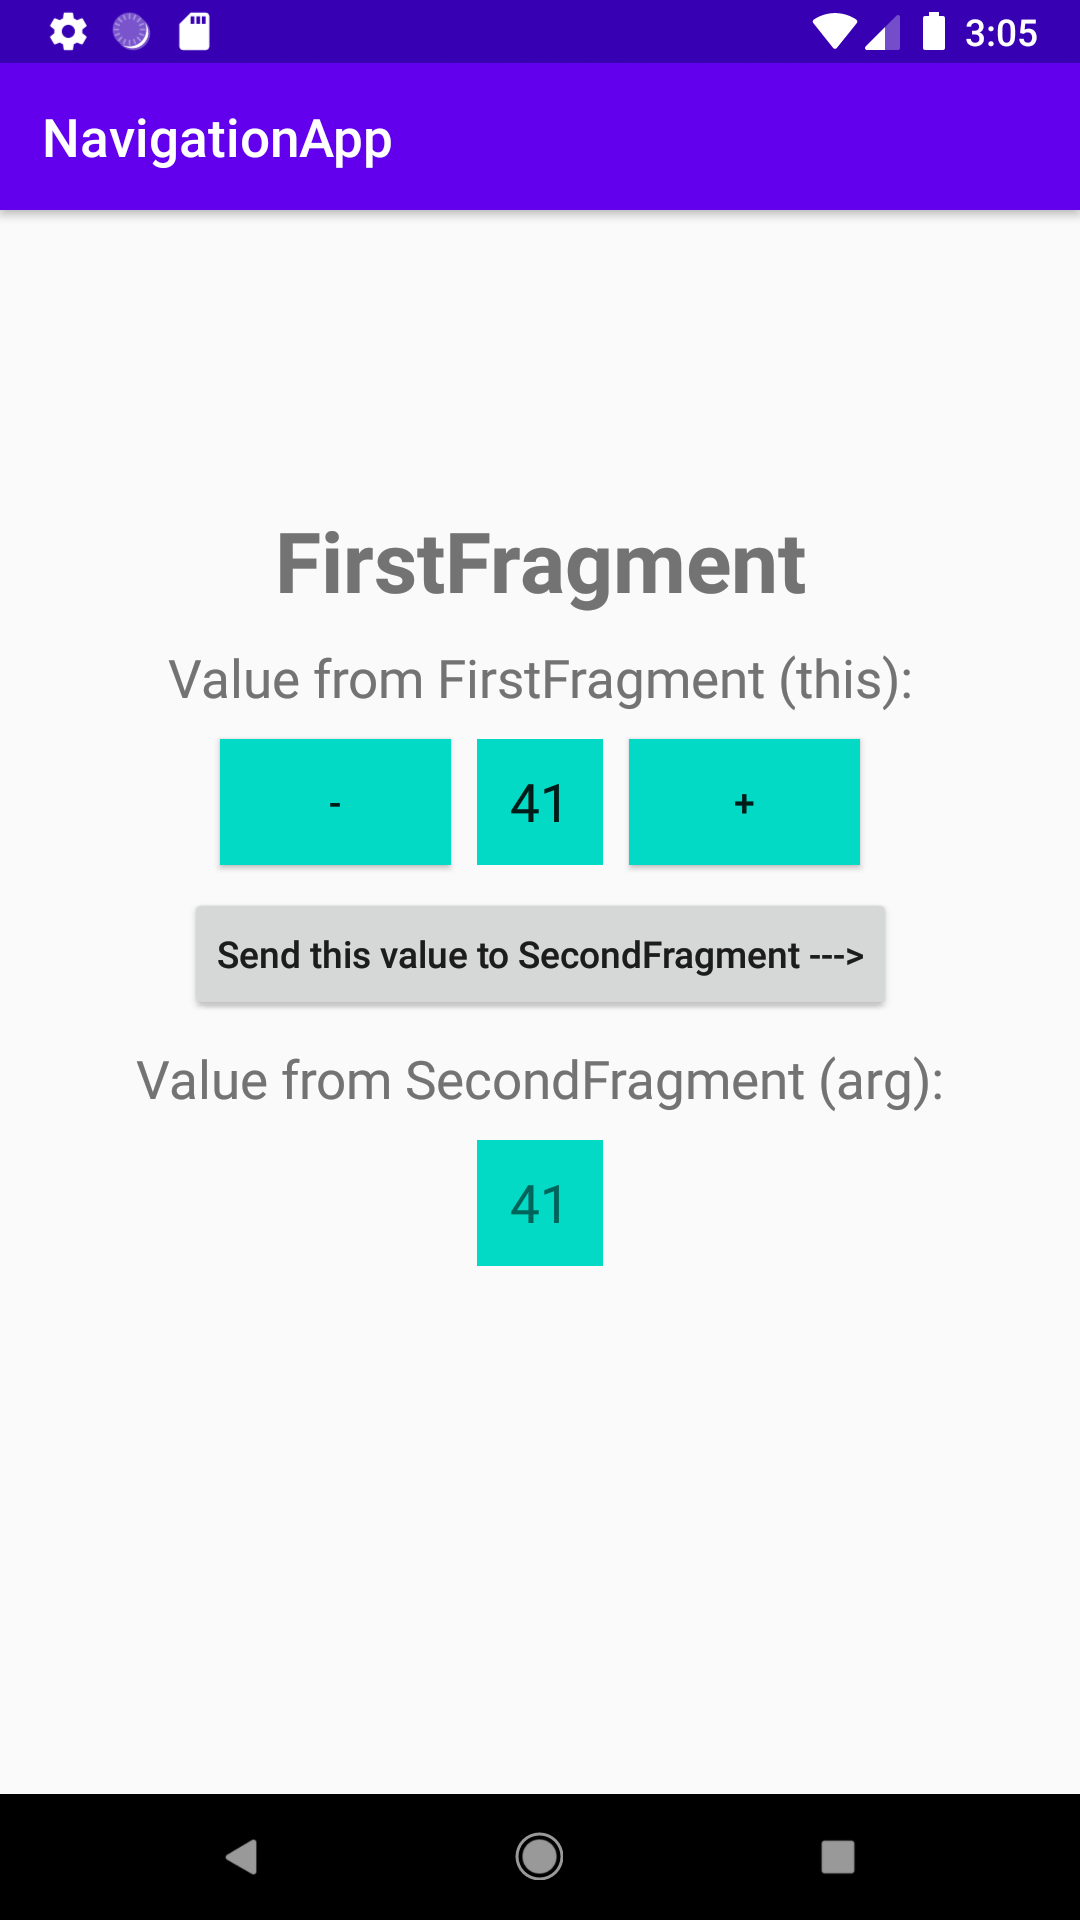 3:05
NavigationApp
FirstFragment
Value from FirstFragment (this):
- 41 +
Send this value to SecondFragment --->
Value from SecondFragment (arg):
41